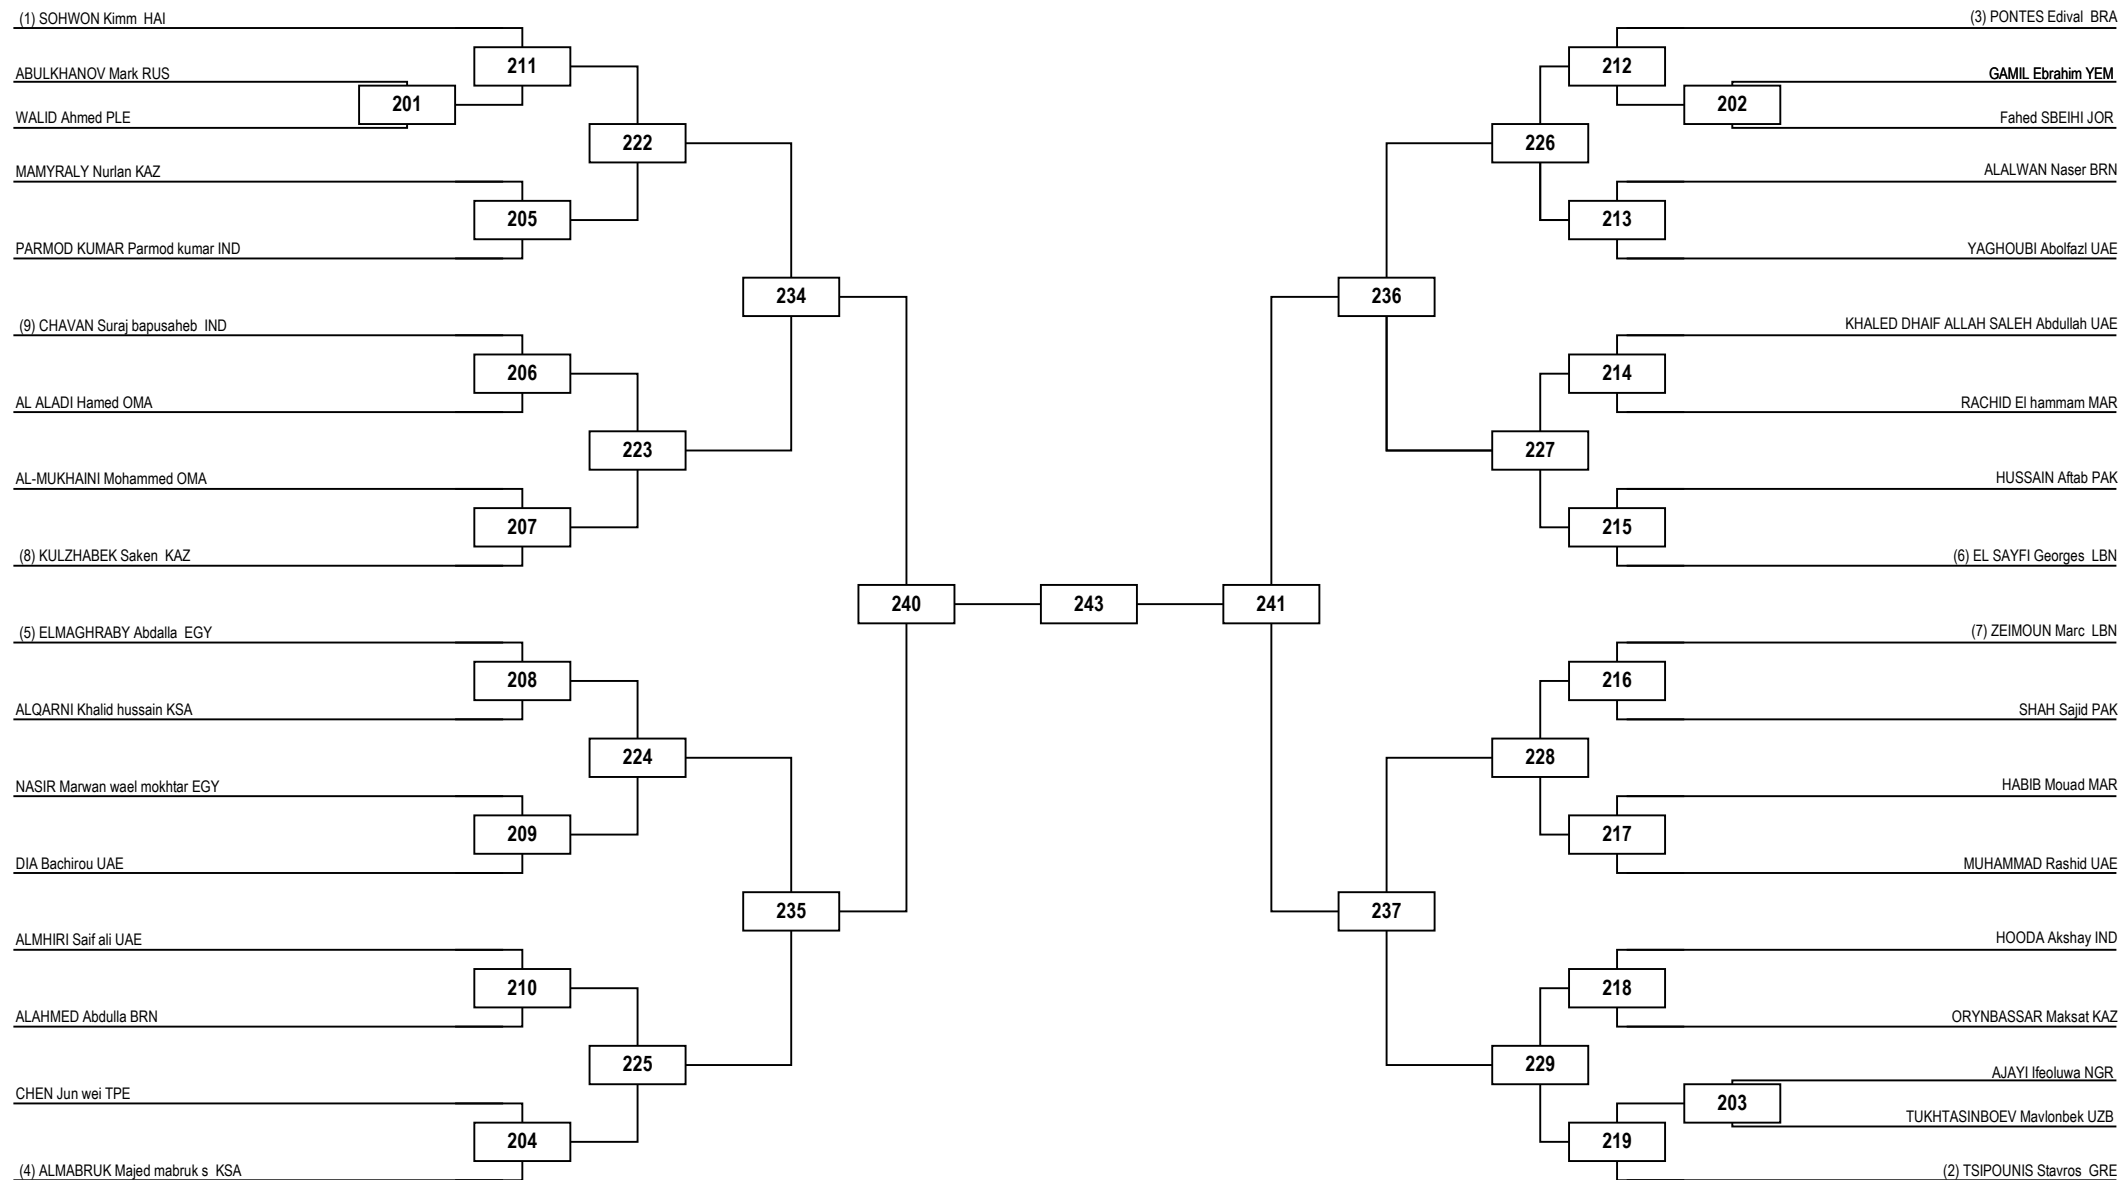 (1) SOHWON Kimm HAI
211
ABULKHANOV Mark RUS
201
WALID Ahmed PLE
222
MAMYRALY Nurlan KAZ
205
PARMOD KUMAR Parmod kumar IND
234
(9) CHAVAN Suraj bapusaheb IND
206
AL ALADI Hamed OMA
223
AL-MUKHAINI Mohammed OMA
207
(8) KULZHABEK Saken KAZ
240
(5) ELMAGHRABY Abdalla EGY
208
ALQARNI Khalid hussain KSA
224
NASIR Marwan wael mokhtar EGY
209
DIA Bachirou UAE
235
ALMHIRI Saif ali UAE
210
ALAHMED Abdulla BRN
225
CHEN Jun wei TPE
204
(4) ALMABRUK Majed mabruk s KSA
243
(3) PONTES Edival BRA
212
GAMIL Ebrahim YEM
202
Fahed SBEIHI JOR
226
ALALWAN Naser BRN
213
YAGHOUBI Abolfazl UAE
236
KHALED DHAIF ALLAH SALEH Abdullah UAE
214
RACHID El hammam MAR
227
HUSSAIN Aftab PAK
215
(6) EL SAYFI Georges LBN
241
(7) ZEIMOUN Marc LBN
216
SHAH Sajid PAK
228
HABIB Mouad MAR
217
MUHAMMAD Rashid UAE
237
HOODA Akshay IND
218
ORYNBASSAR Maksat KAZ
229
AJAYI Ifeoluwa NGR
203
TUKHTASINBOEV Mavlonbek UZB
219
(2) TSIPOUNIS Stavros GRE